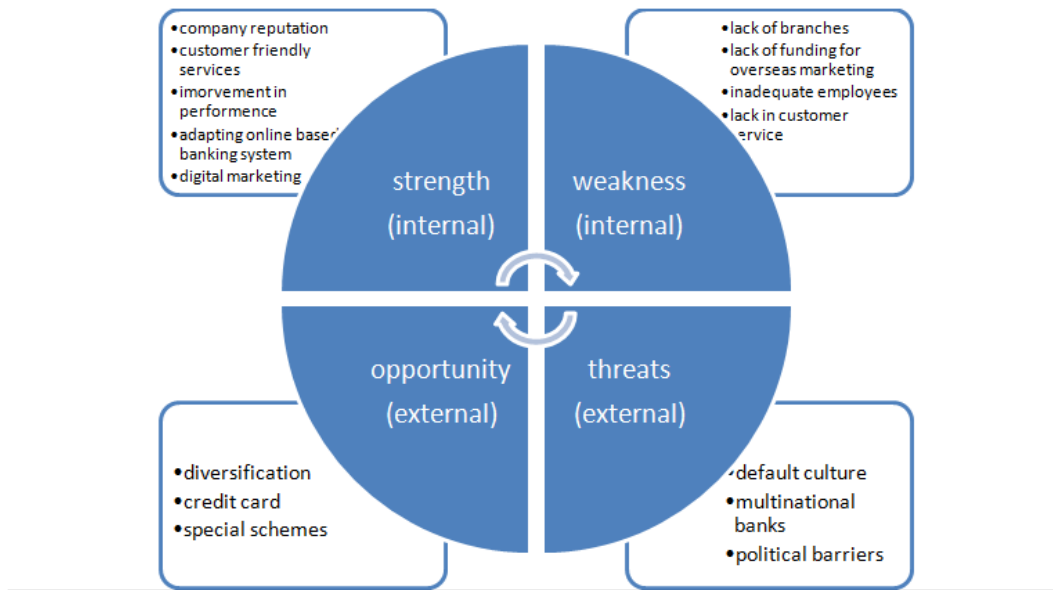 •company reputation
•customer friendly
services
•imorvement in
performence
•adapting online based
banking system
•digital marketing
•lack of branches
•lack of funding for
overseas marketing
•inadequate employees
•lack in customer
service
strength
(internal)
weakness
(internal)
opportunity
(external)
threats
(external)
•diversification
•credit card
•special schemes
•default culture
•multinational
banks
•political barriers